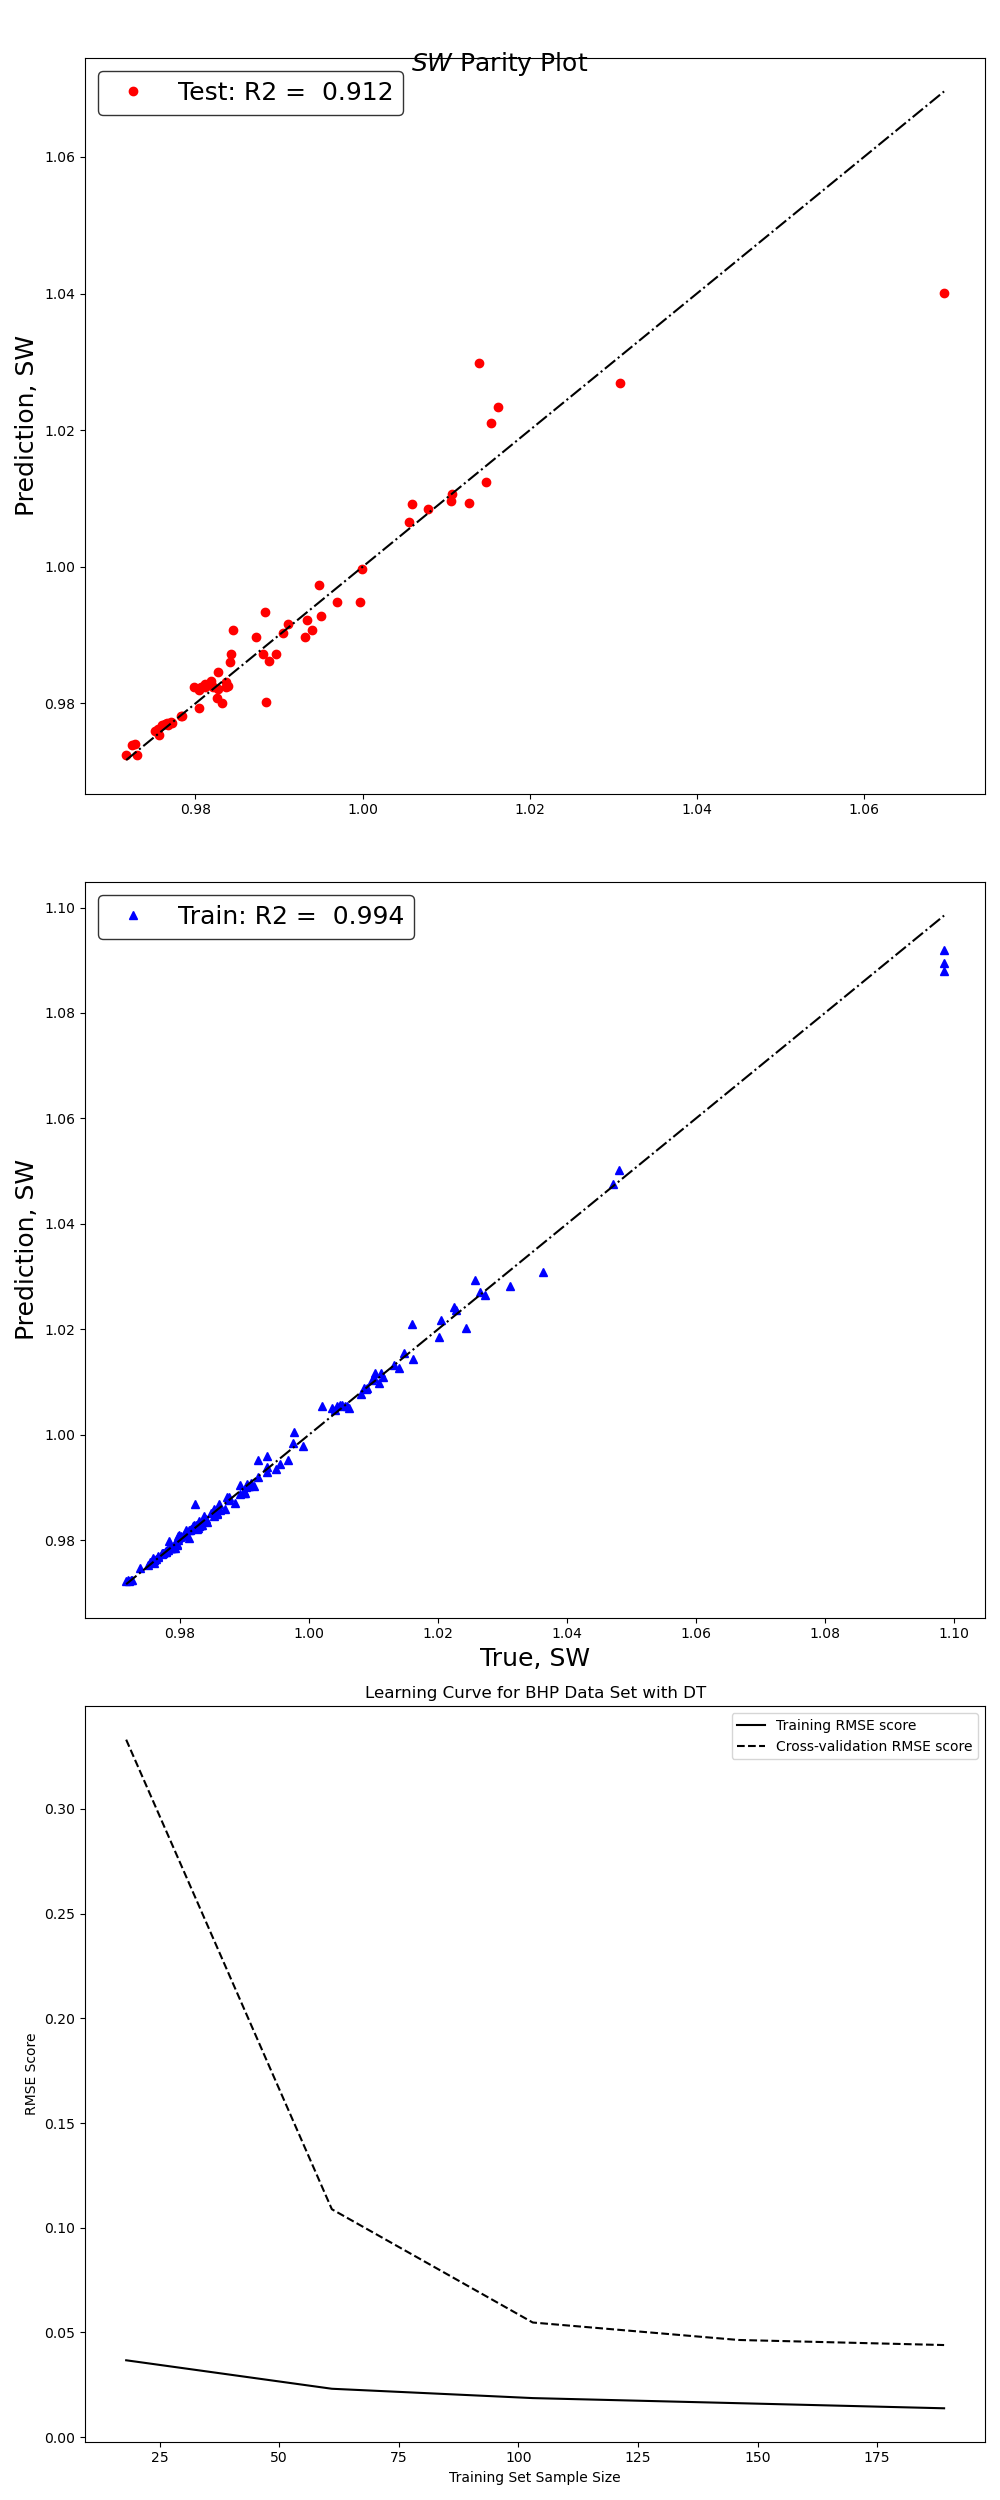 SW Parity Plot
Test: R2 =  0.912
1.06
1.04
1.02
1.00
0.98
Prediction, SW
0.98 1.00 1.02 1.04 1.06
Train: R2 =  0.994
1.10
1.08
1.06
1.04
1.02
1.00
0.98
Prediction, SW
0.98 1.00 1.02 1.04 1.06 1.08 1.10
True, SW
Learning Curve for BHP Data Set with DT
Training RMSE score
Cross-validation RMSE score
0.30
0.25
0.20
0.15
0.10
0.05
0.00
RMSE Score
25 50 75 100 125 150 175
Training Set Sample Size